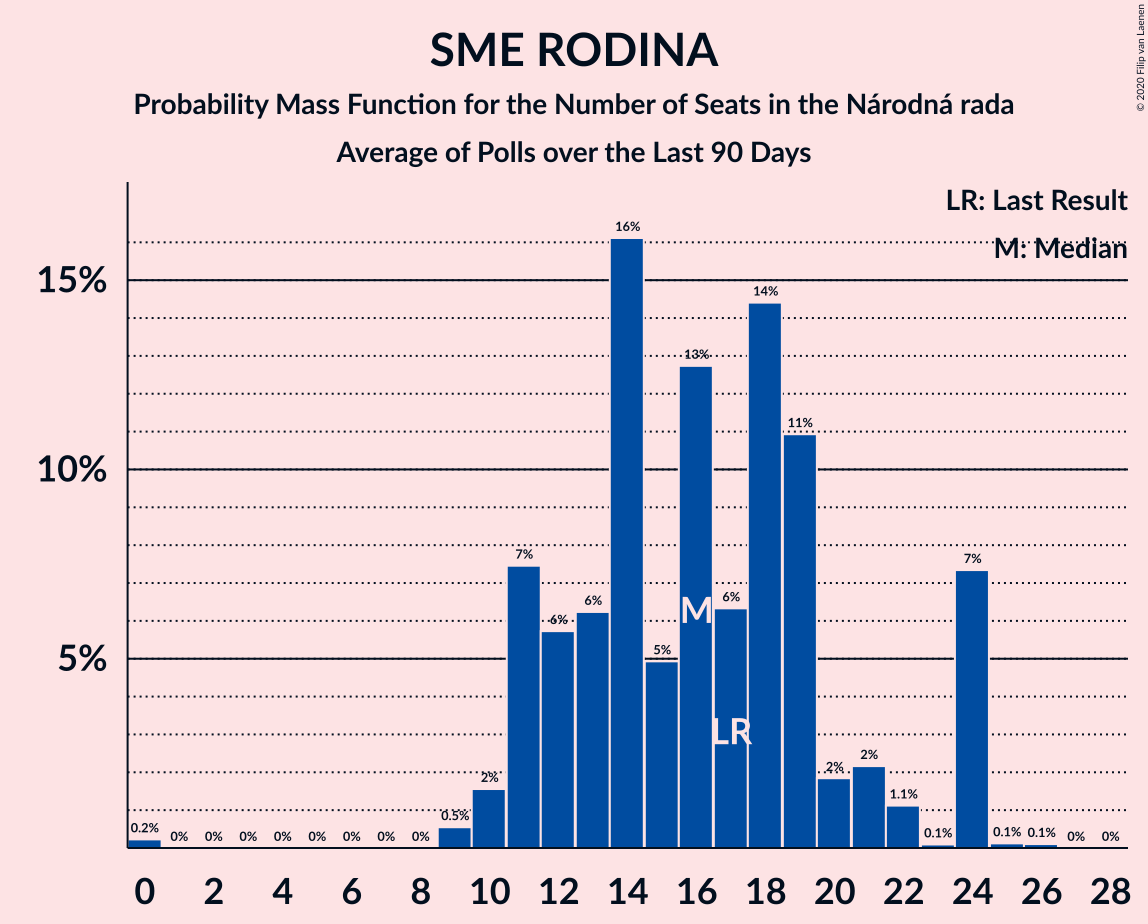 SME RODINA
Probability Mass Function for the Number of Seats in the Národná rada
Average of Polls over the Last 90 Days
© 2020 Filip van Laenen
LR: Last Result
M: Median
15%
10%
5%
0.2% 0% 0% 0% 0% 0% 0% 0% 0% 0.5% 2% 7% 6% 6% 16% 5% 13% 6% 14% 11% 2% 2% 1.1% 0.1% 7% 0.1% 0.1% 0% 0%
M
LR
0 2 4 6 8 10 12 14 16 18 20 22 24 26 28